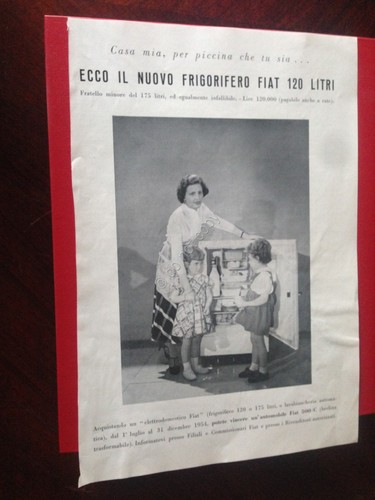 Casa mia, per piccina che tu sia . . .
ECCO IL NUOVO FRIGORIFERO FIAT 120 LITRI
Fratello minore del 175 litri, ed egualmente infallibile. - Lire 120.000 (pagabile anche a rate).
Acquistando un "elettrodomestico Fiat" (frigorifero 120 o 175 litri, o lavabiancheria automa-
tica), dal 1° luglio al 31 dicembre 1954, potete vincere un'automobile Fiat 500-C (berlina
trasformabile). Informatevi presso Filiali e Commissionari Fiat e presso i Rivenditori autorizzati.